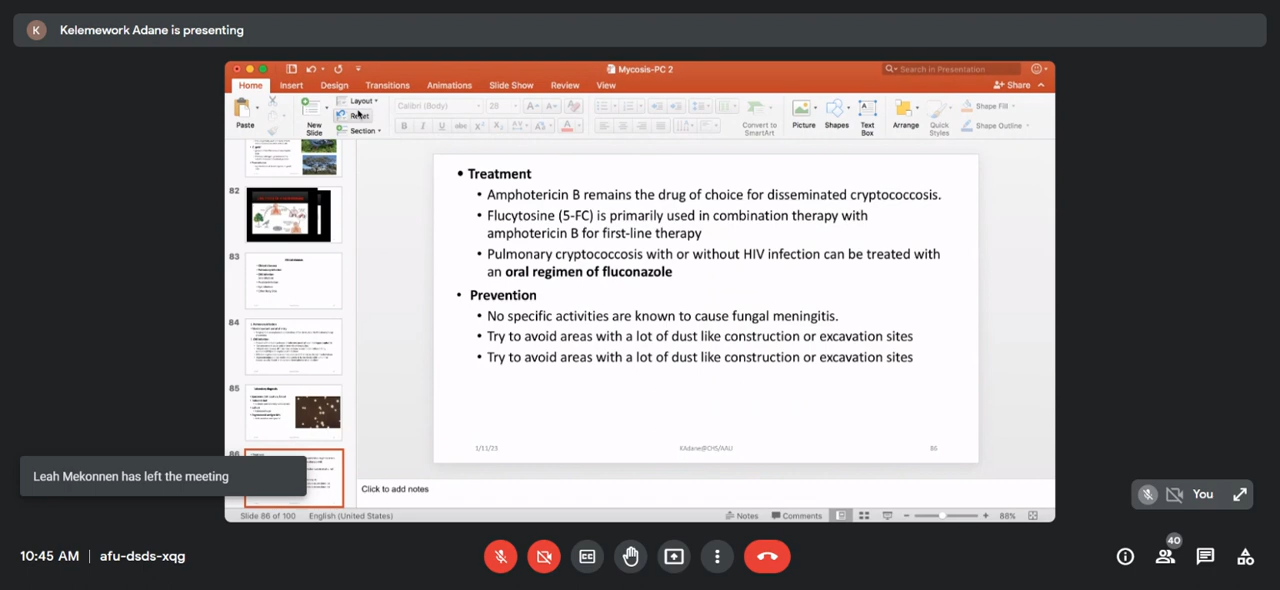 K Kelemework Adane is presenting
Mycosis-PC 2
Search in Presentation
Home Insert Design Transitions Animations Slide Show Review View
Share
Paste
New
Slide
Layout
Reset
Section
Calibri (Body) 28
Convert to
SmartArt
Picture
Shapes
Text
Box
Arrange
Quick
Styles
Shape Fill
Shape Outline
82
83
84
85
• Treatment
• Amphotericin B remains the drug of choice for disseminated cryptococcosis.
• Flucytosine (5-FC) is primarily used in combination therapy with
amphotericin B for first-line therapy
• Pulmonary cryptococcosis with or without HIV infection can be treated with
an oral regimen of fluconazole
• Prevention
• No specific activities are known to cause fungal meningitis.
• Try to avoid areas with a lot of dust like construction or excavation sites
• Try to avoid areas with a lot of dust like construction or excavation sites
1/11/23 KAdane@CHS/AAU 86
Leah Mekonnen has left the meeting
Click to add notes
Slide 86 of 100 English (United States)
Notes Comments 88%
You
10:45 AM | afu-dsds-xqg
CC
40